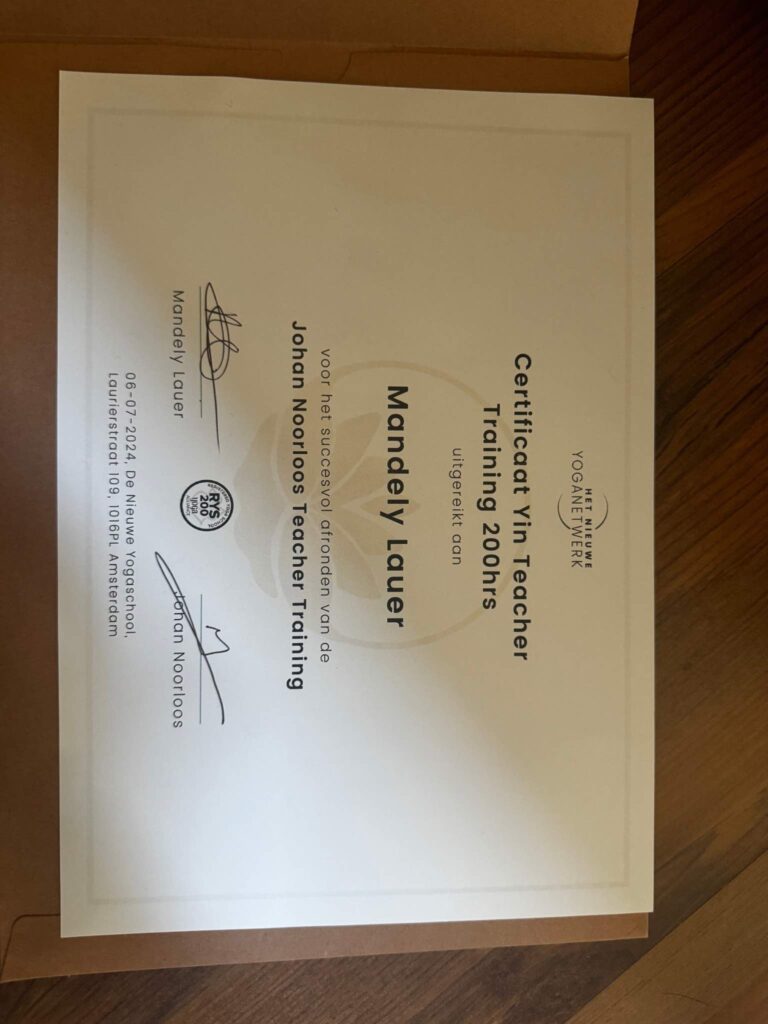 HET NIEUWE
YOGANETWERK
Certificaat Yin Teacher
Training 200hrs
uitgereikt aan
Mandely Lauer
voor het succesvol afronden van de
Johan Noorloos Teacher Training
Mandely Lauer
RYS
200
yoga
Johan Noorloos
06-07-2024, De Nieuwe Yogaschool,
Laurierstraat 109, 1016PL Amsterdam